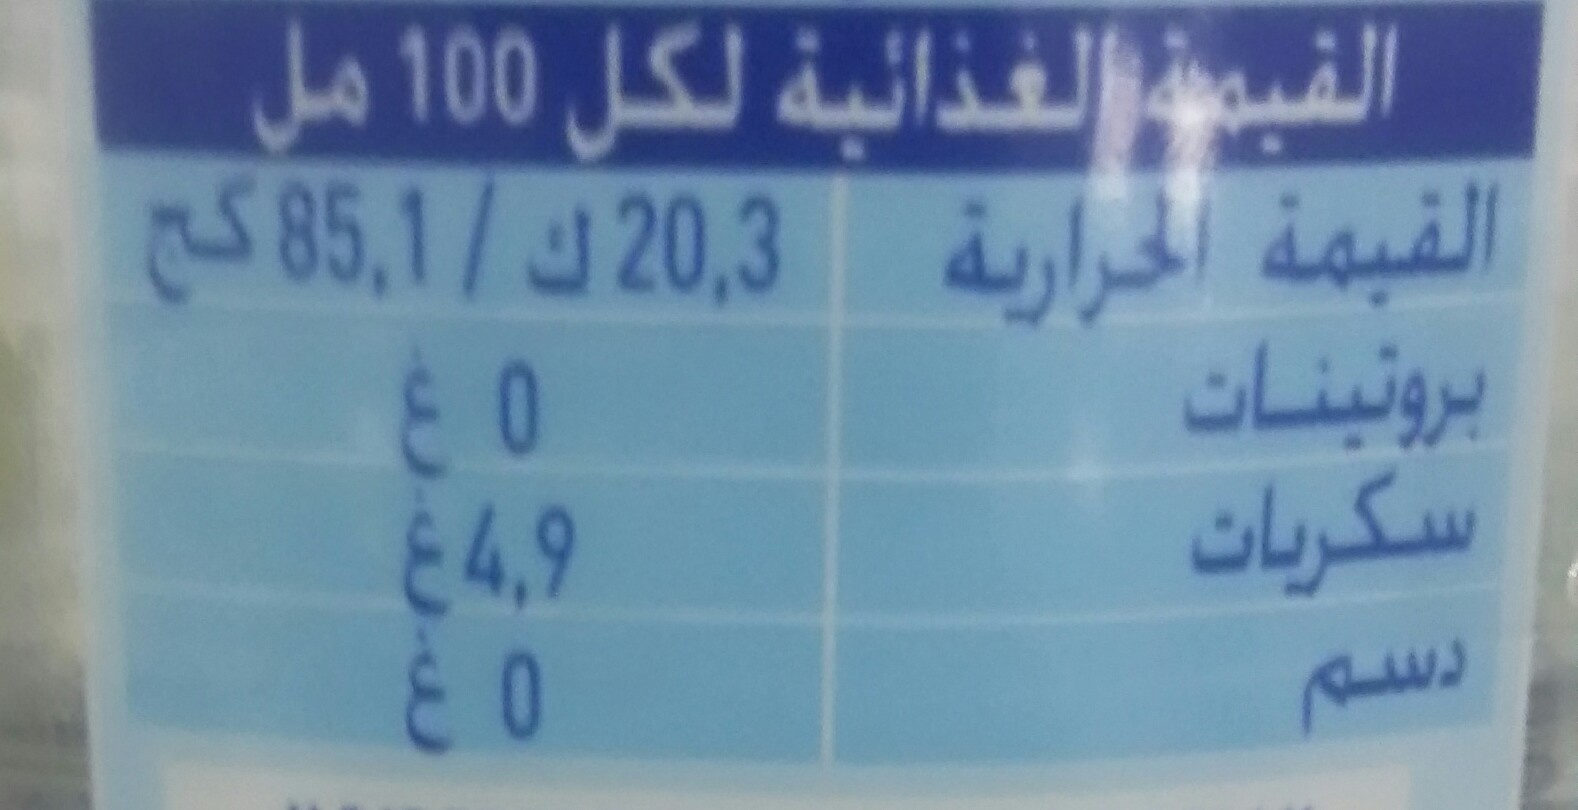 القيمة الغذائية لكل 100 مل
القيمة الحرارية 20,3 ك / 85,1 كج
بروتينات 0 غ
سكريات 4,9 غ
دسم 0 غ